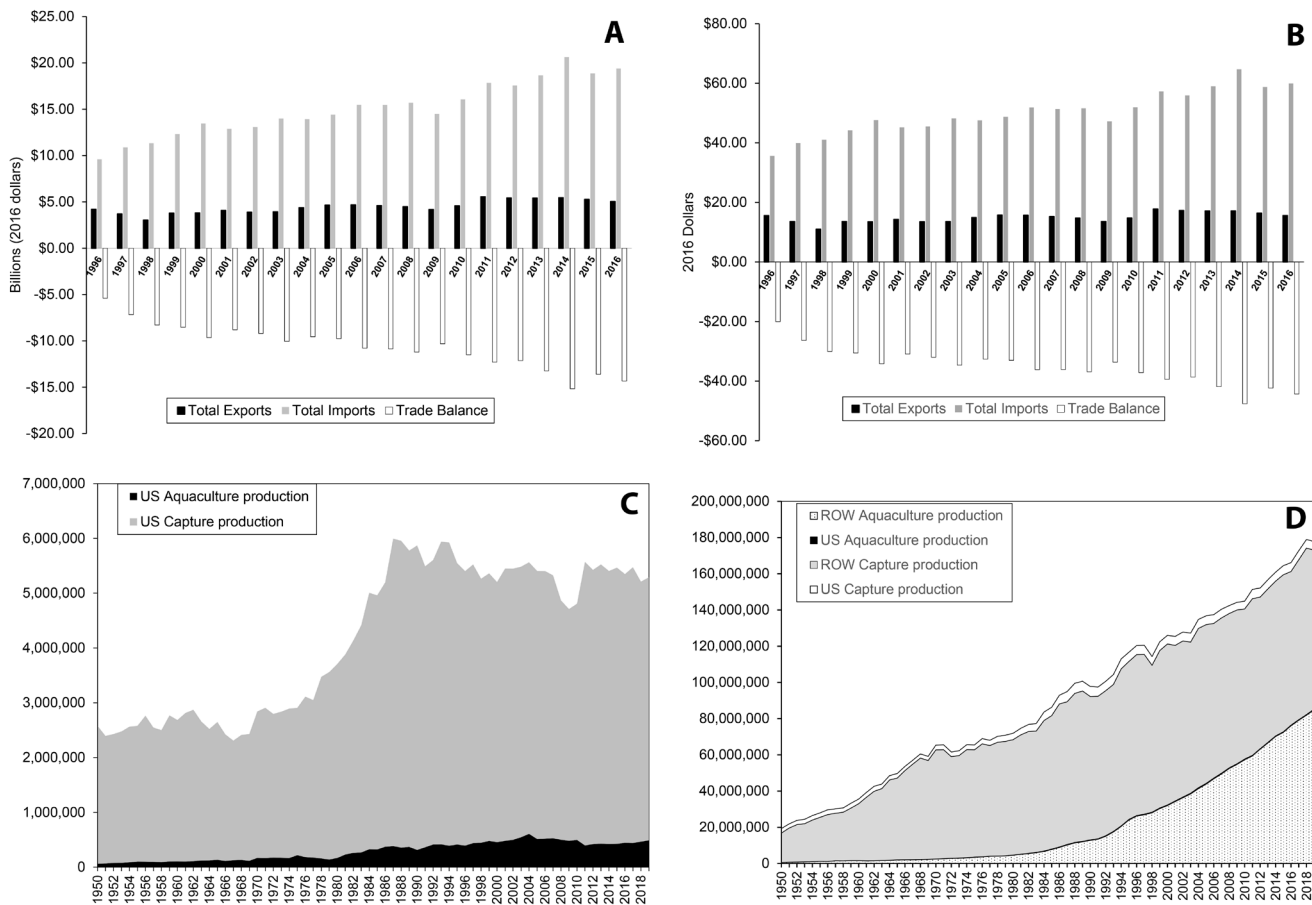 A
$25.00
$20.00
$15.00
$10.00
$5.00
$0.00
-$5.00
-$10.00
-$15.00
-$20.00
Billions (2016 dollars)
1996 1997 1998 1999 2000 2001 2002 2003 2004 2005 2006 2007 2008 2009 2010 2011 2012 2013 2014 2015 2016
Total Exports Total Imports Trade Balance
B
$80.00
$60.00
$40.00
$20.00
$0.00
-$20.00
-$40.00
-$60.00
2016 Dollars
1996 1997 1998 1999 2000 2001 2002 2003 2004 2005 2006 2007 2008 2009 2010 2011 2012 2013 2014 2015 2016
Total Exports Total Imports Trade Balance
C
7,000,000
6,000,000
5,000,000
4,000,000
3,000,000
2,000,000
1,000,000
0
US Aquaculture production
US Capture production
1950 1952 1954 1956 1958 1960 1962 1964 1966 1968 1970 1972 1974 1976 1978 1980 1982 1984 1986 1988 1990 1992 1994 1996 1998 2000 2002 2004 2006 2008 2010 2012 2014 2016 2018
D
200,000,000
180,000,000
160,000,000
140,000,000
120,000,000
100,000,000
80,000,000
60,000,000
40,000,000
20,000,000
0
ROW Aquaculture production
US Aquaculture production
ROW Capture production
US Capture production
1950 1952 1954 1956 1958 1960 1962 1964 1966 1968 1970 1972 1974 1976 1978 1980 1982 1984 1986 1988 1990 1992 1994 1996 1998 2000 2002 2004 2006 2008 2010 2012 2014 2016 2018